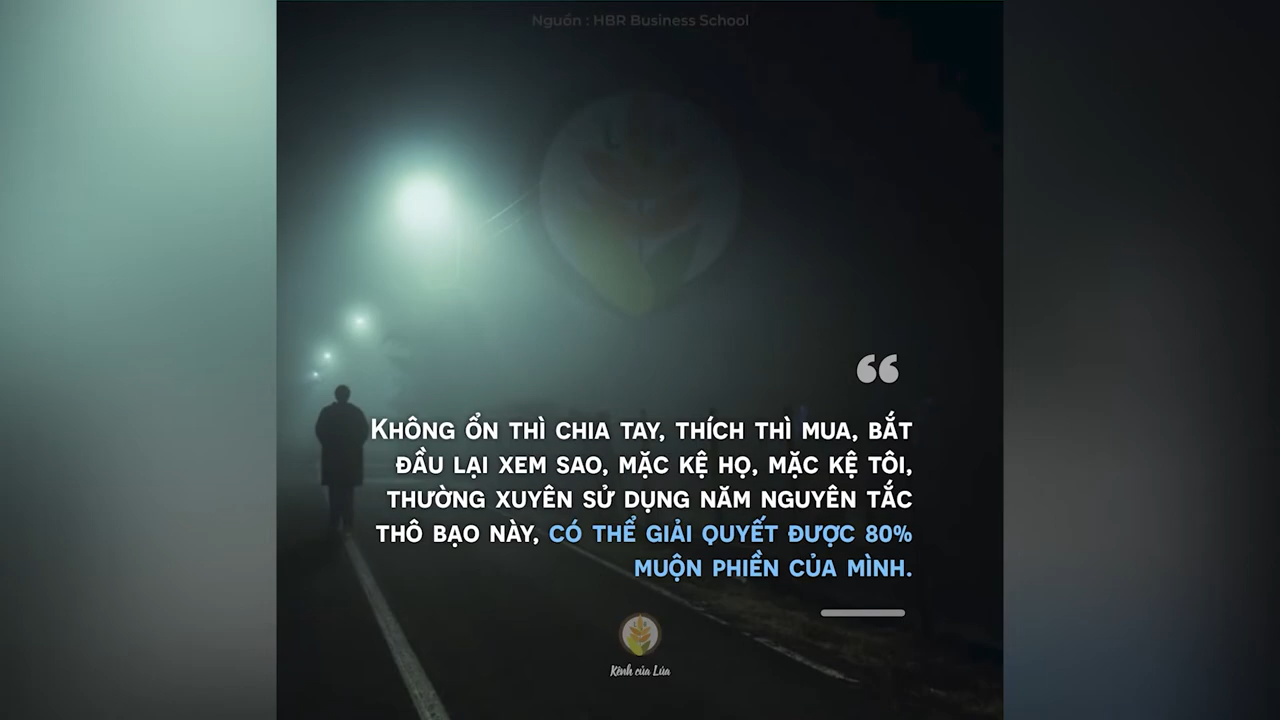 Nguồn : HBR Business School
“
KHÔNG ỔN THÌ CHIA TAY, THÍCH THÌ MUA, BẮT
ĐẦU LẠI XEM SAO, MẶC KỆ HỌ, MẶC KỆ TÔI,
THƯỜNG XUYÊN SỬ DỤNG NĂM NGUYÊN TẮC
THÔ BẠO NÀY, CÓ THỂ GIẢI QUYẾT ĐƯỢC 80%
MUỘN PHIỀN CỦA MÌNH.
Kênh của Lúa